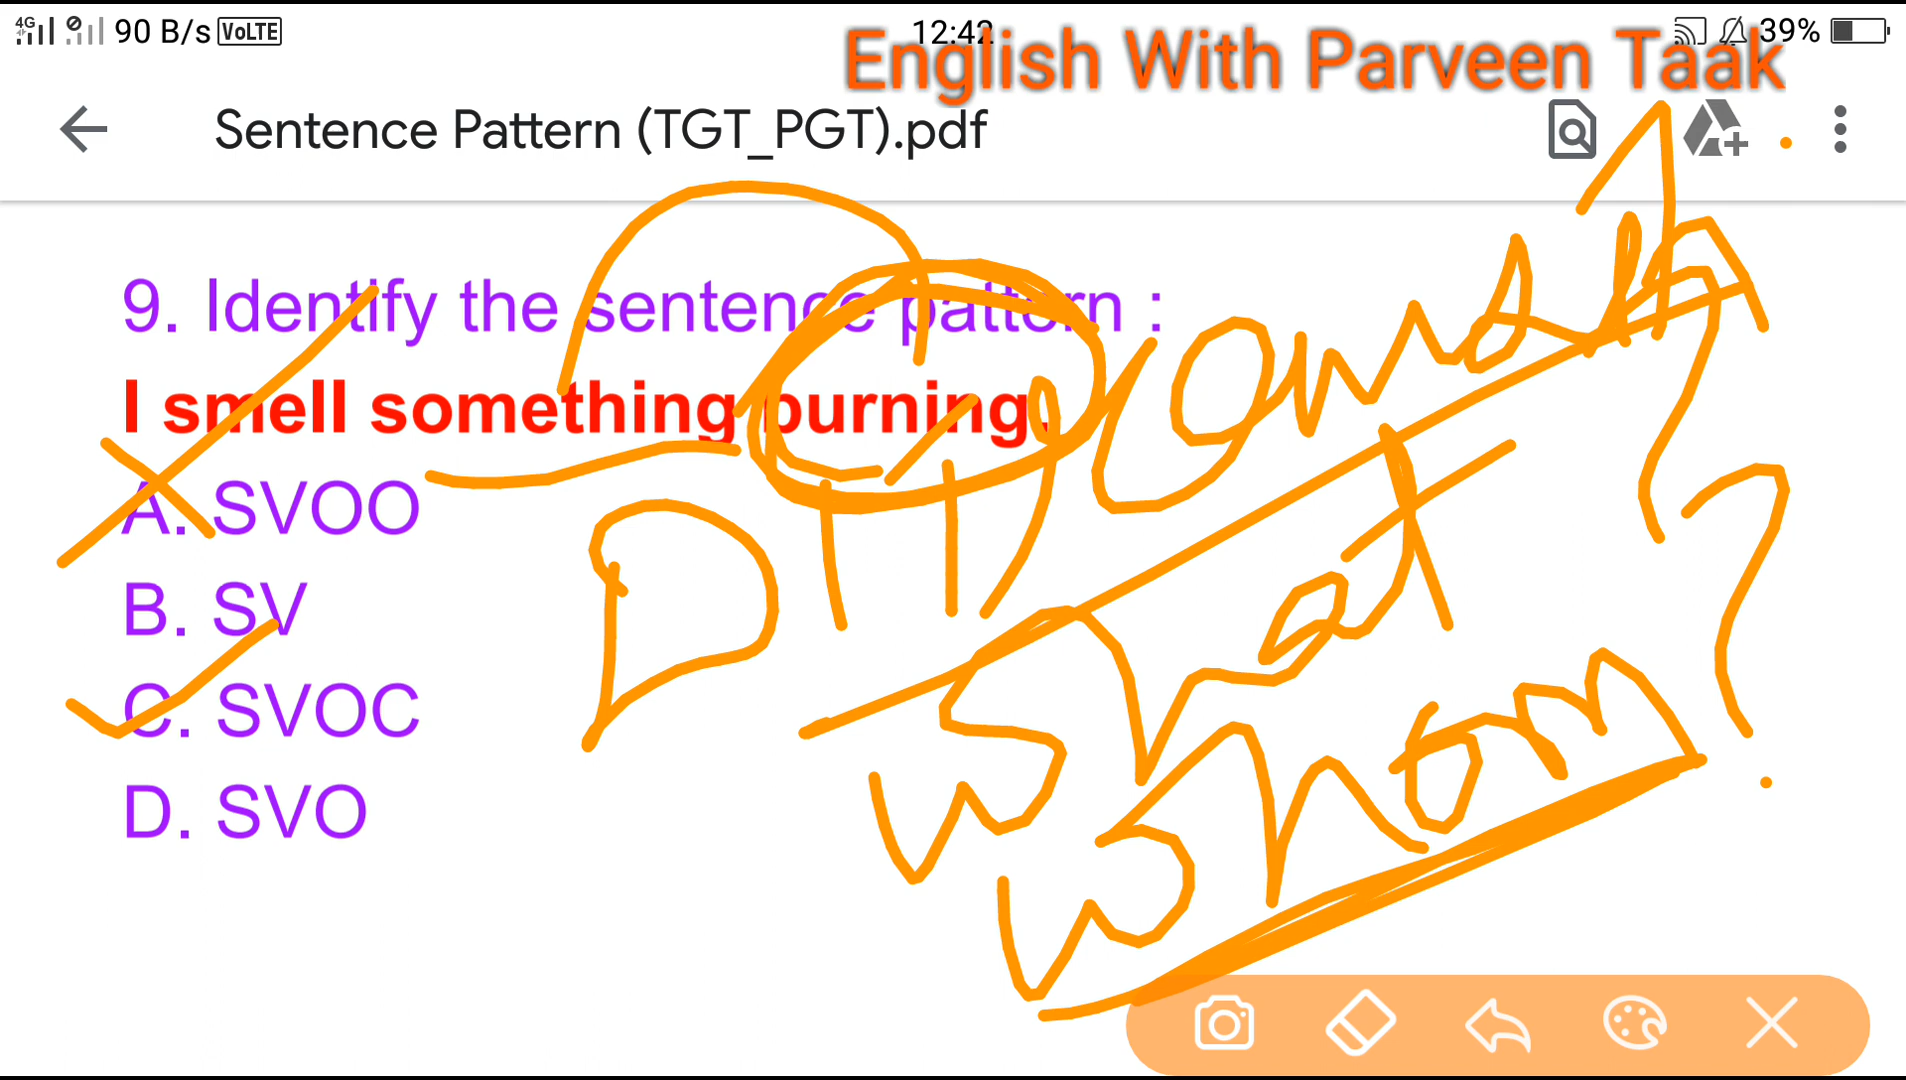 4G 90 B/s VoLTE 12:42 39%
English With Parveen Taak
Sentence Pattern (TGT_PGT).pdf
9. Identify the sentence pattern :
I smell something burning.
A. SVOO
B. SV
C. SVOC
D. SVO
What ?
Whom ?